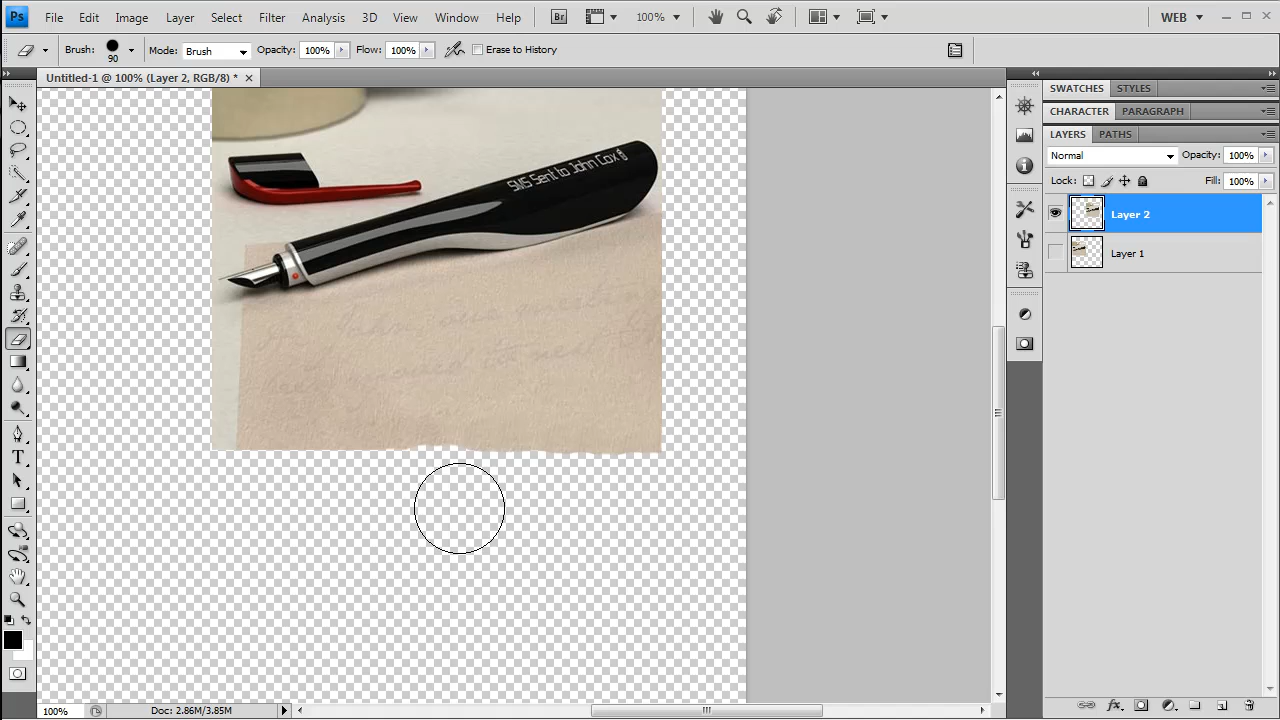 Ps File Edit Image Layer Select Filter Analysis 3D View Window Help Br 100% WEB
Brush: 90 Mode: Brush Opacity: 100% Flow: 100% Erase to History
Untitled-1 @ 100% (Layer 2, RGB/8) *
SWATCHES STYLES
CHARACTER PARAGRAPH
LAYERS PATHS
Normal Opacity: 100%
Lock: Fill: 100%
Layer 2
Layer 1
SMS Sent to John Cox
T
fx
100% Doc: 2.86M/3.85M